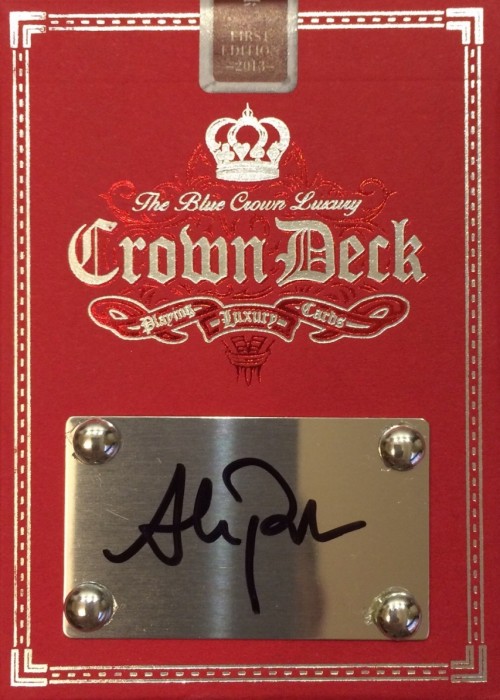 FIRST
EDITION
~2013~
The Blue Crown Luxury
Crown Deck
Playing Luxury Cards